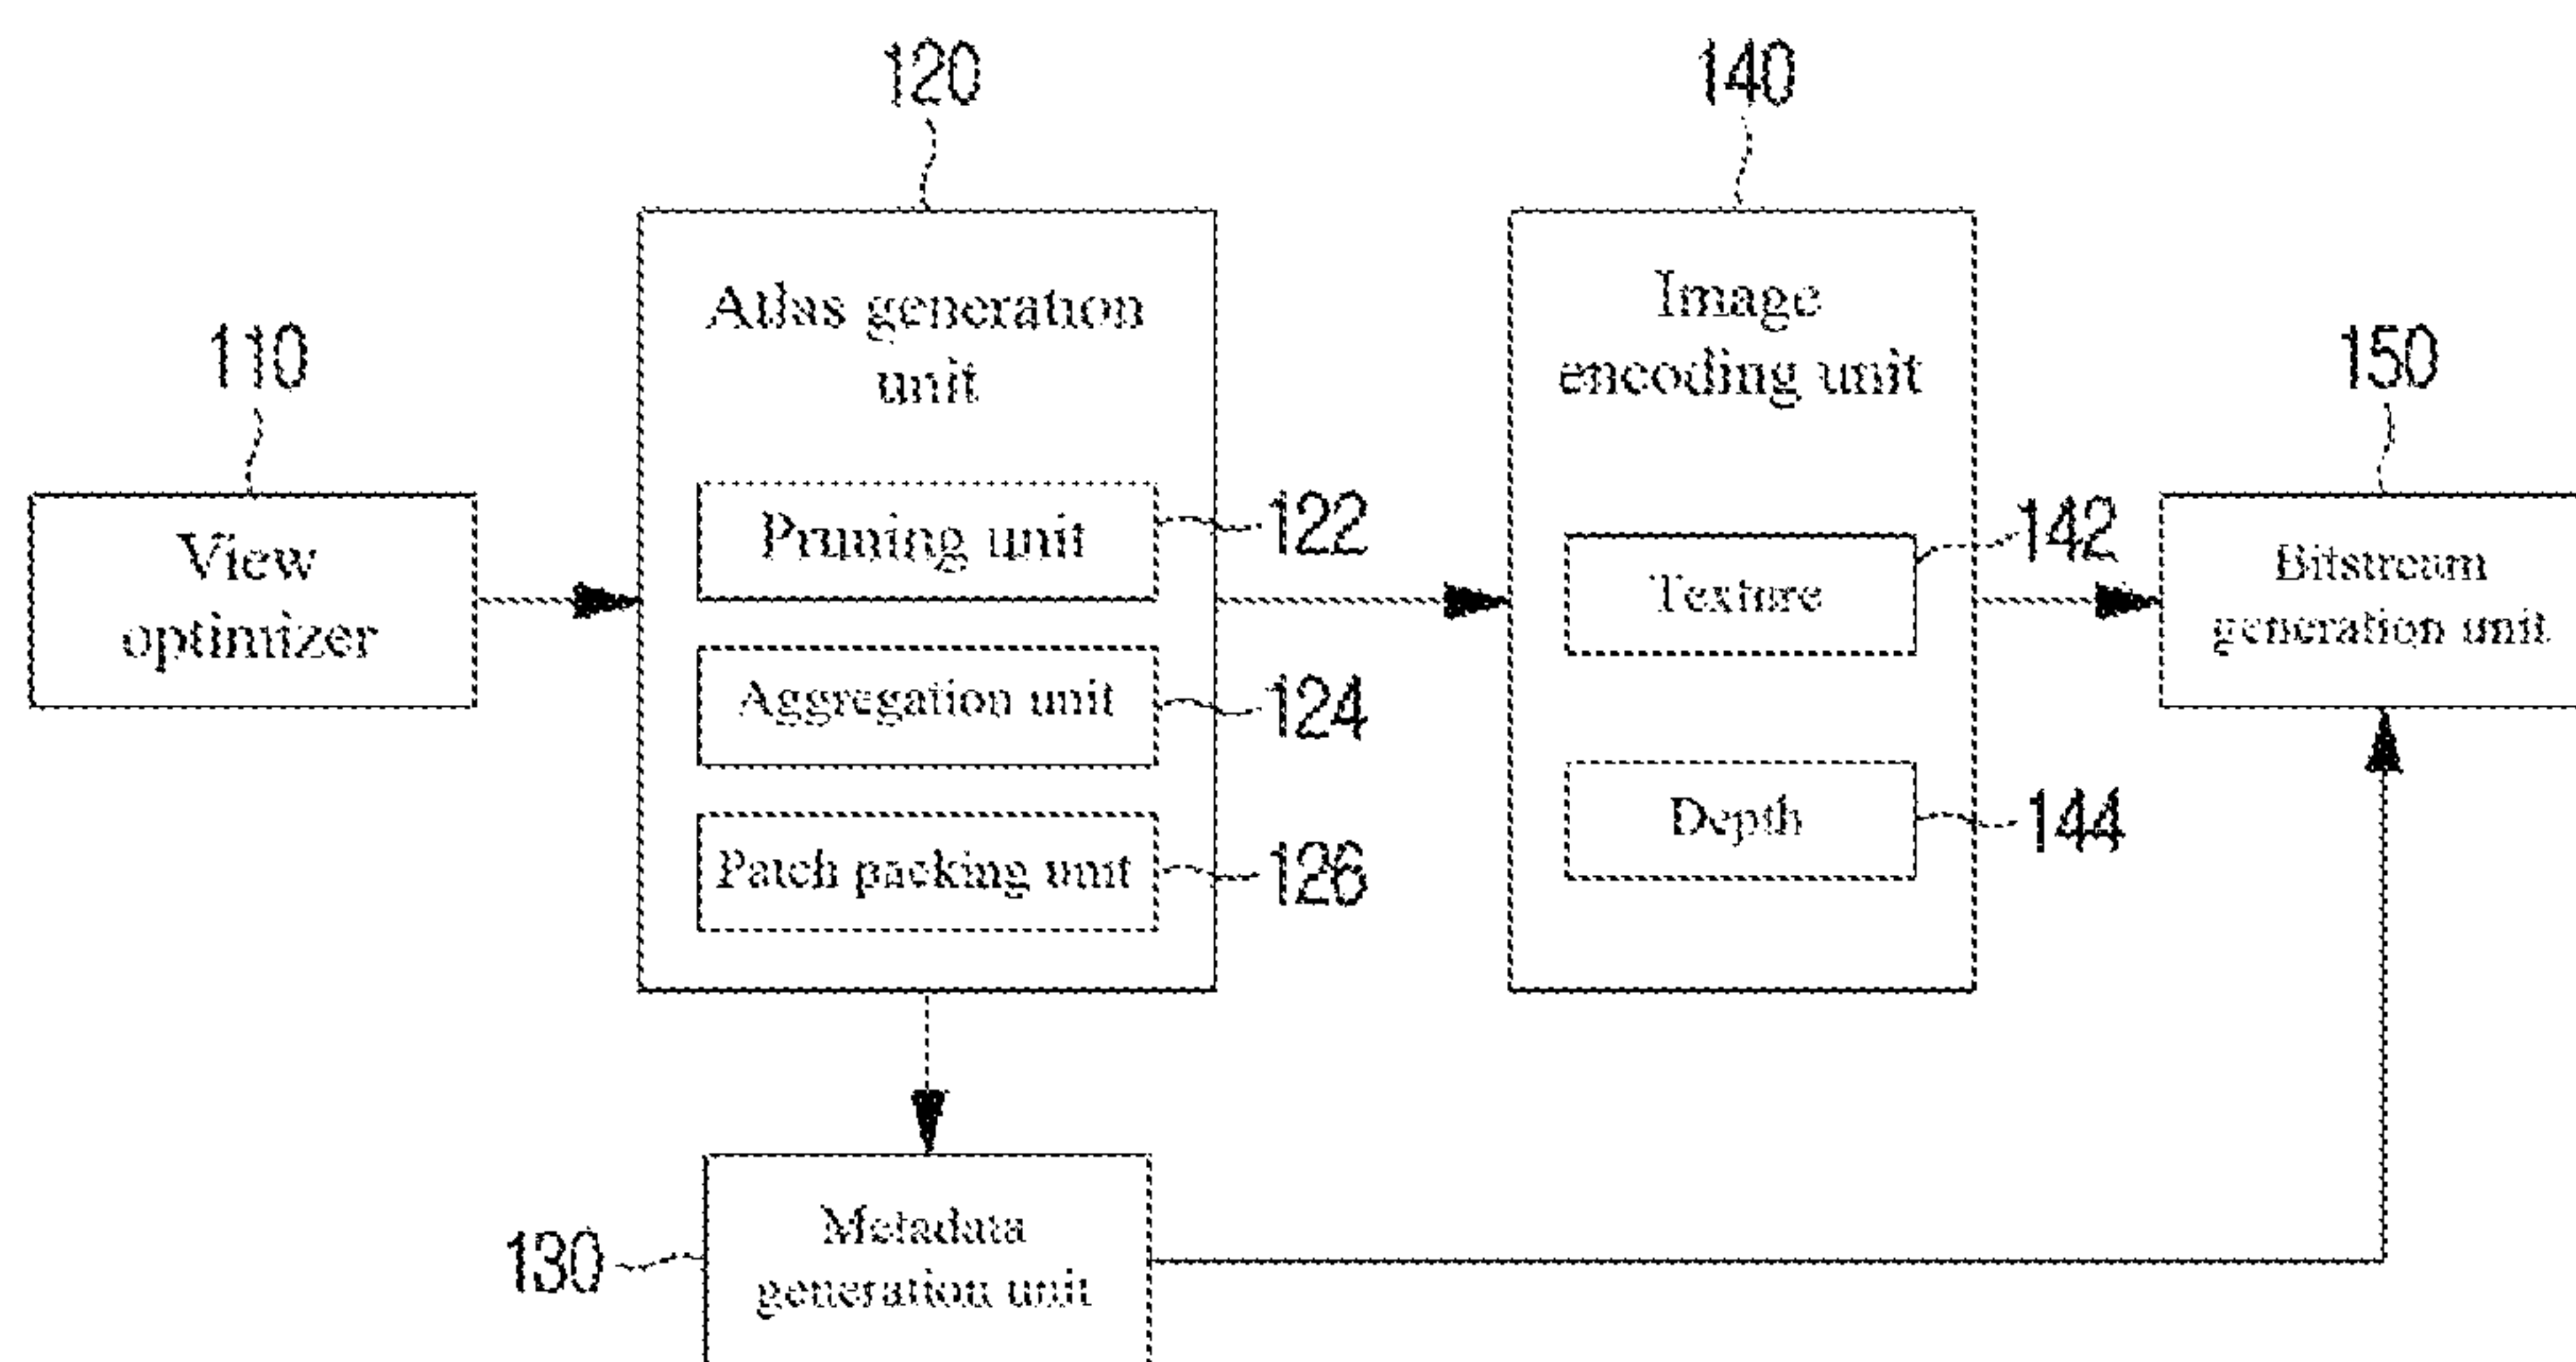 120
140
Atlas generation
unit
Image
encoding unit
110
150
View
optimizer
Pruning unit
122
Aggregation unit
124
Patch packing unit
126
Texture
142
Depth
144
Bitstream
generation unit
130
Metadata
generation unit